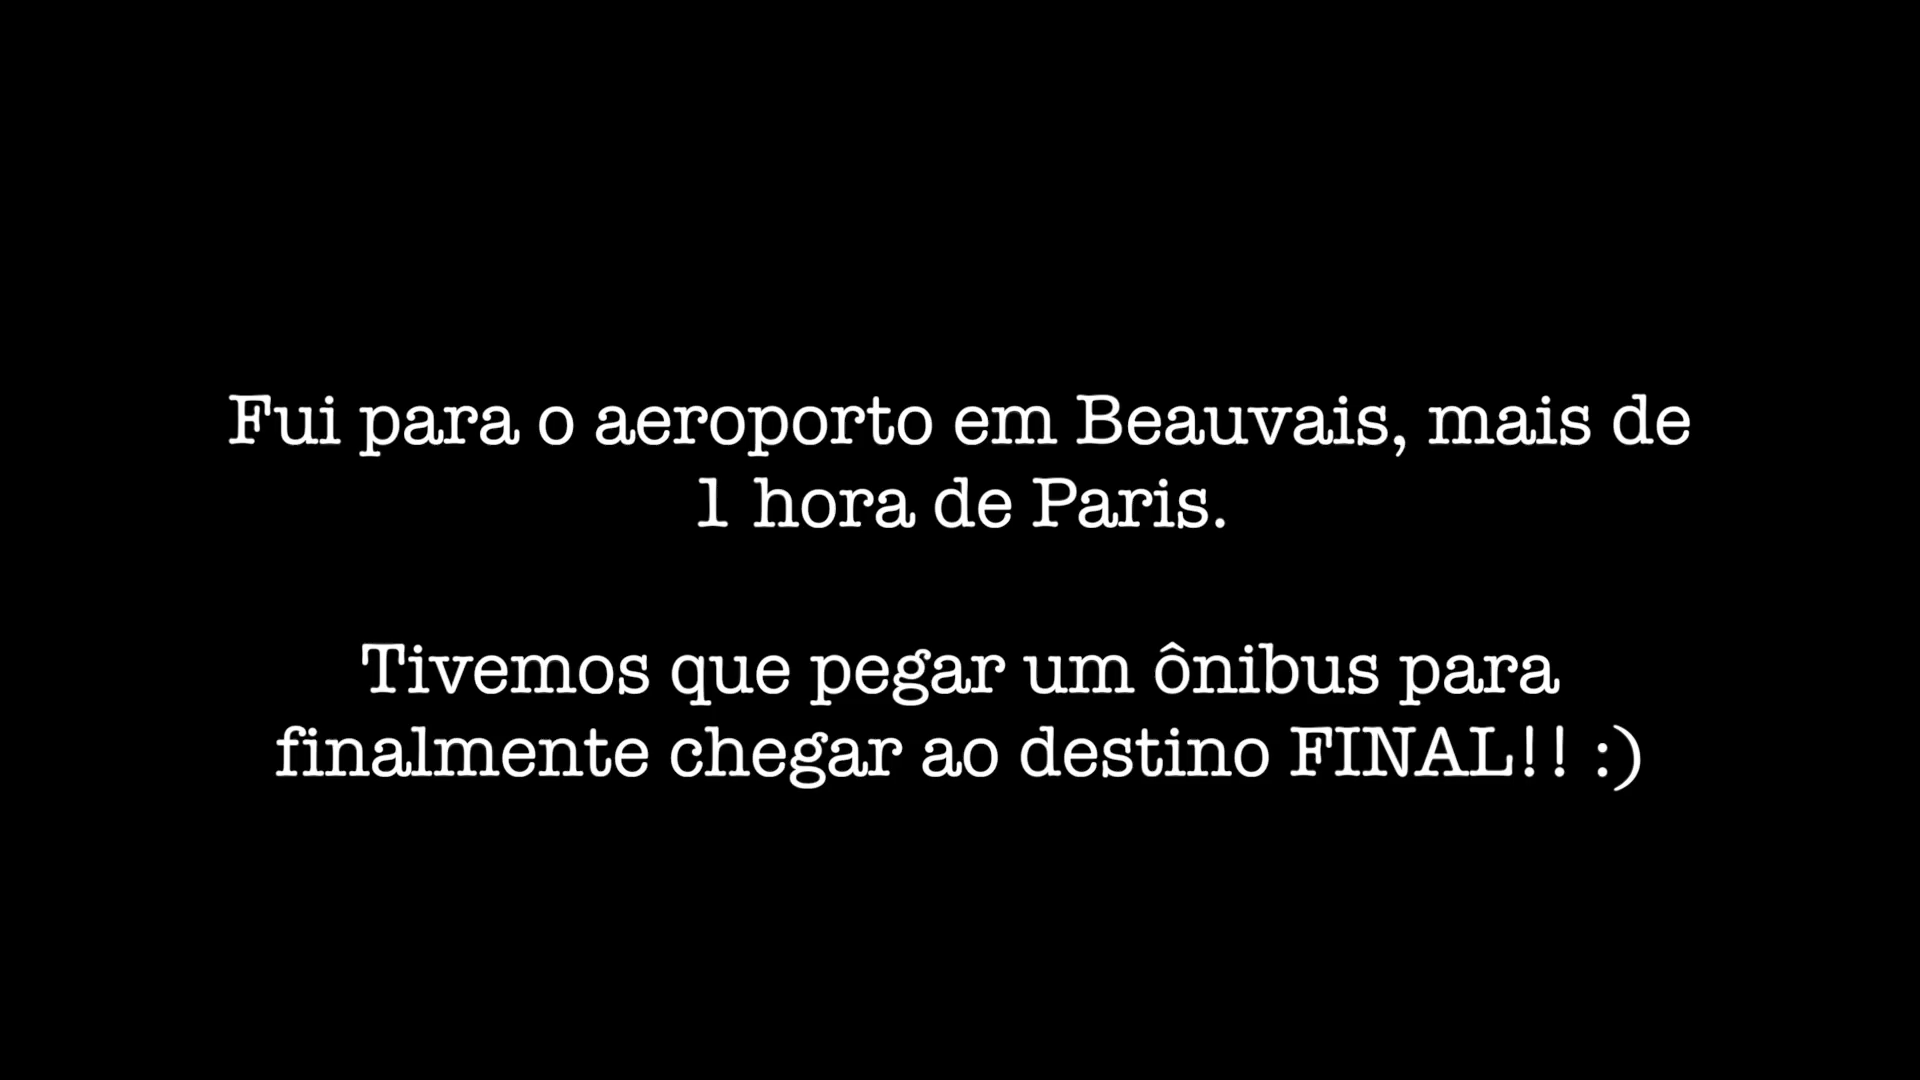 Fui para o aeroporto em Beauvais, mais de
1 hora de Paris.
Tivemos que pegar um ônibus para
finalmente chegar ao destino FINAL!! :)